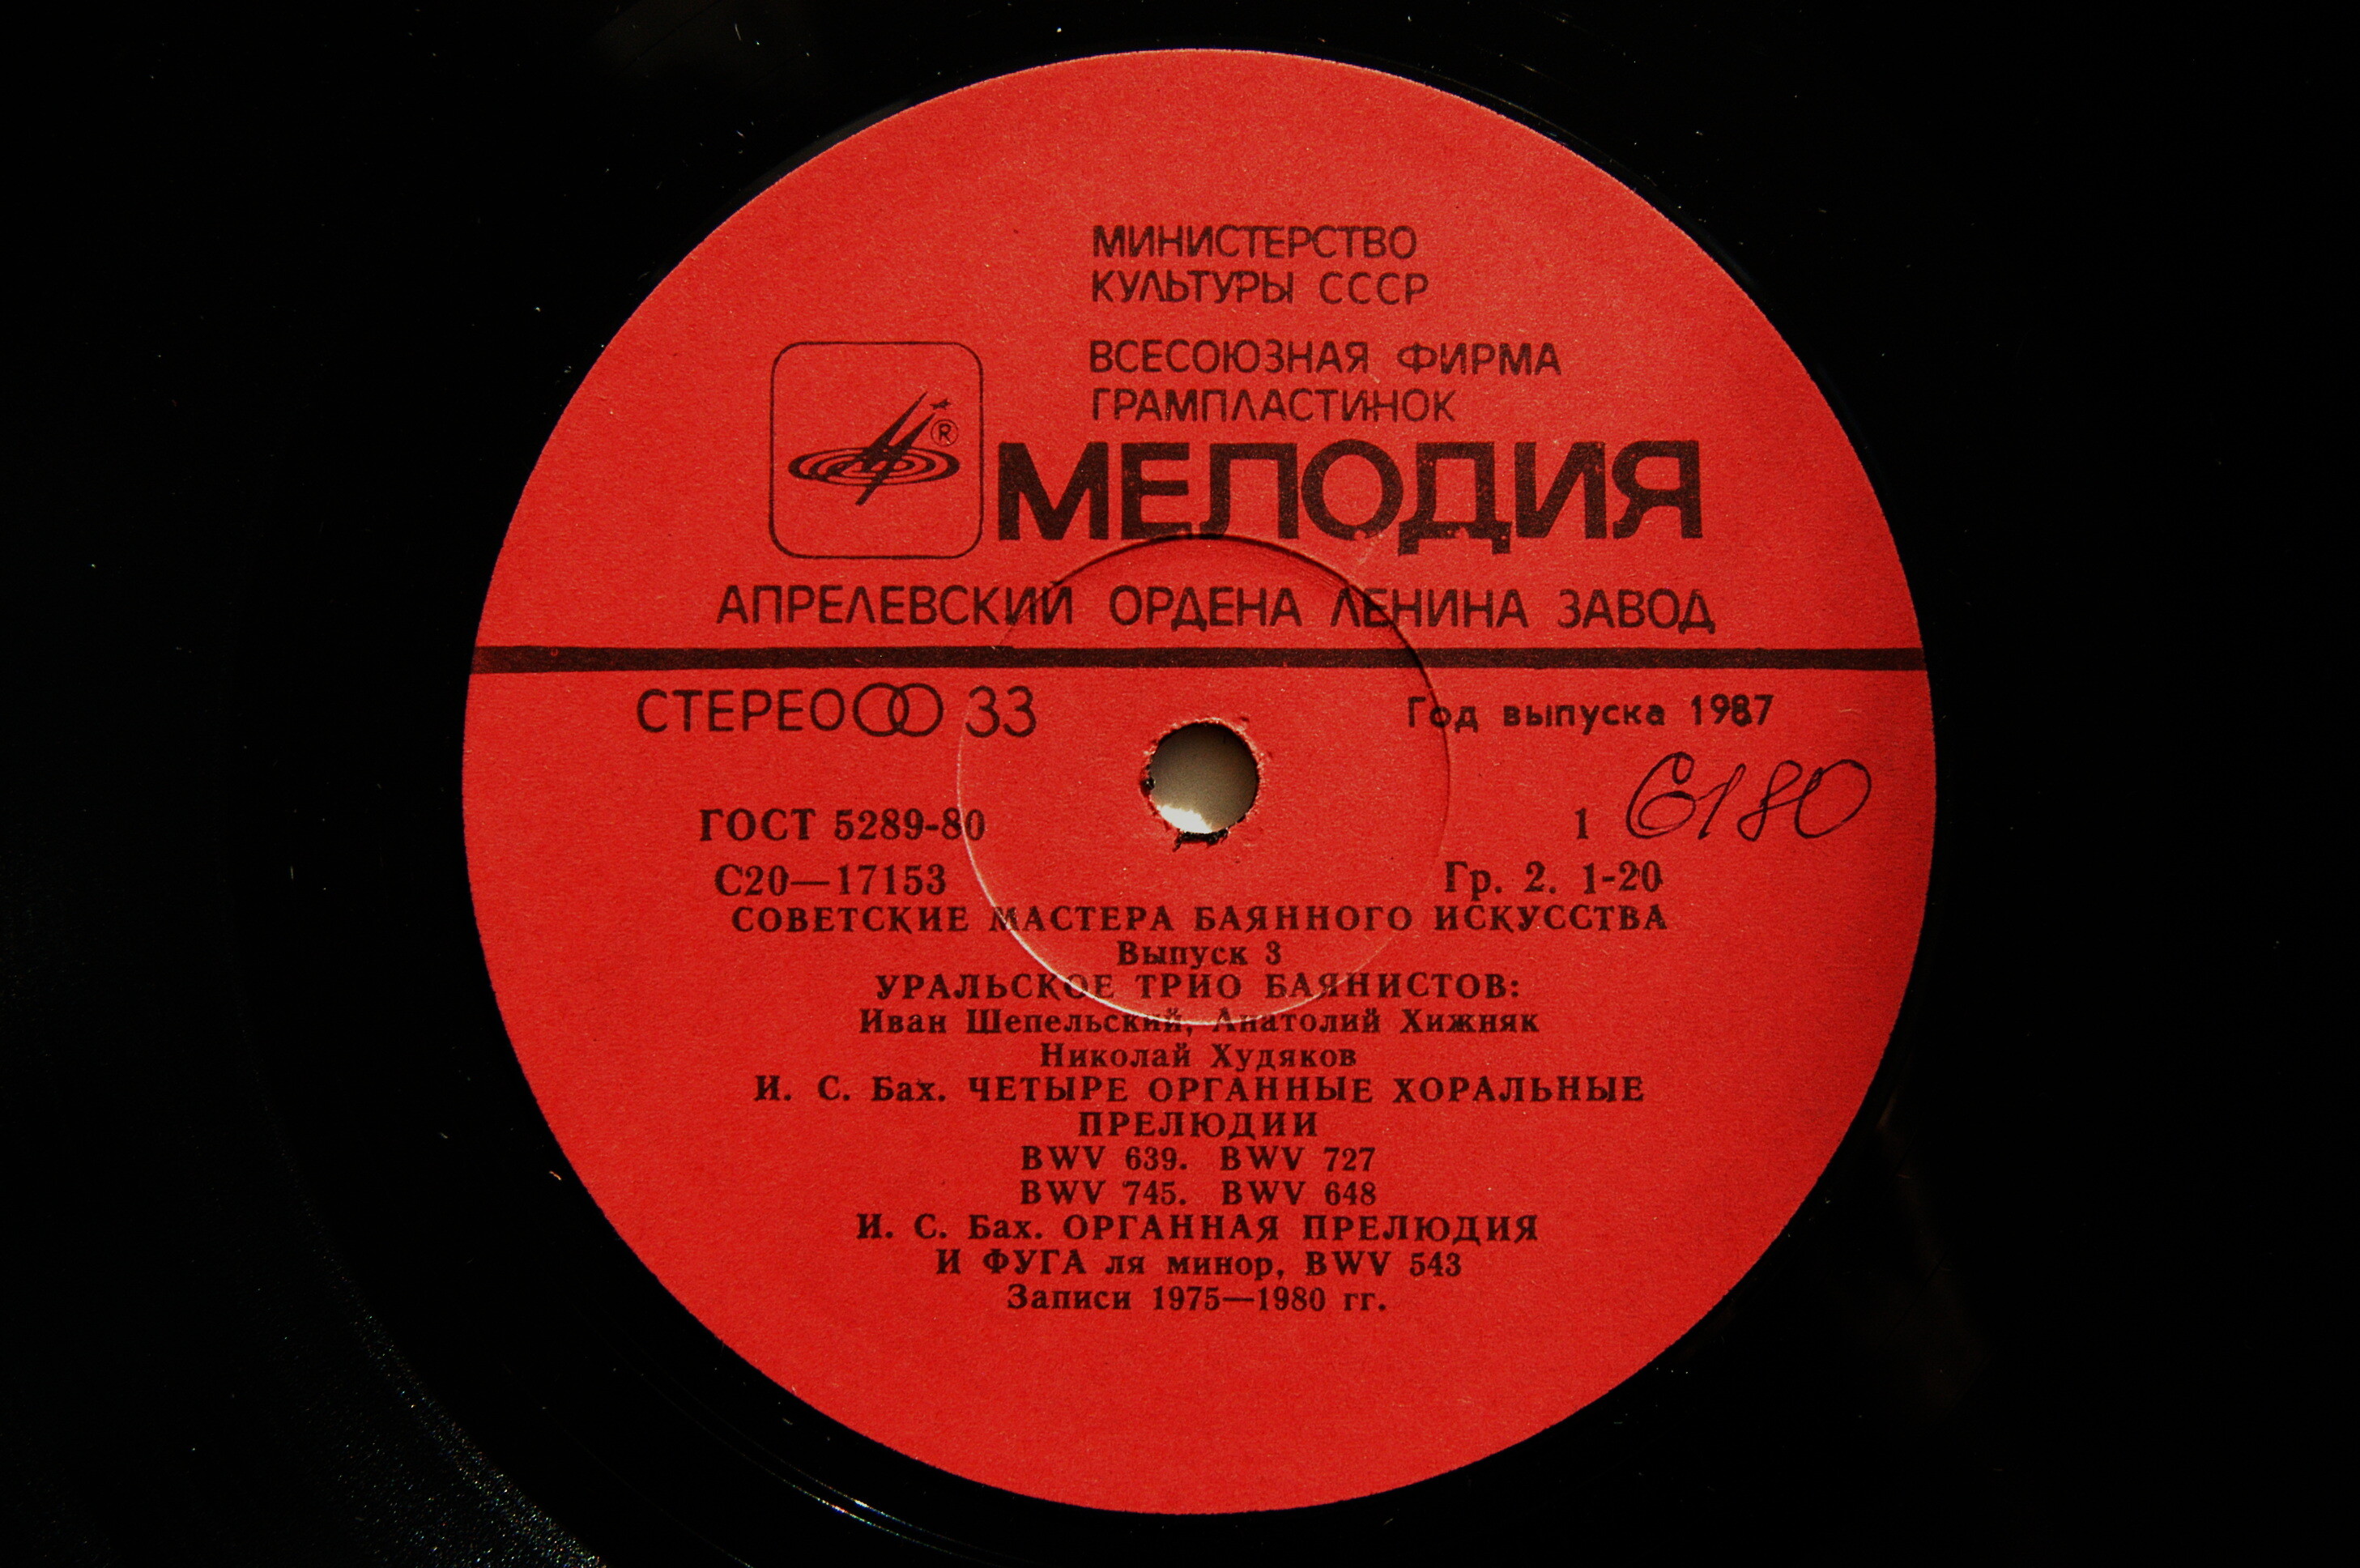 МИНИСТЕРСТВО
КУЛЬТУРЫ СССР
ВСЕСОЮЗНАЯ ФИРМА
ГРАМПЛАСТИНОК
®
МЕЛОДИЯ
АПРЕЛЕВСКИЙ ОРДЕНА ЛЕНИНА ЗАВОД
СТЕРЕО 33 Год выпуска 1987
ГОСТ 5289-80 1 6180
С20—17153 Гр. 2. 1-20
СОВЕТСКИЕ МАСТЕРА БАЯННОГО ИСКУССТВА
Выпуск 3
УРАЛЬСКОЕ ТРИО БАЯНИСТОВ:
Иван Шепельский, Анатолий Хижняк
Николай Худяков
И. С. Бах. ЧЕТЫРЕ ОРГАННЫЕ ХОРАЛЬНЫЕ
ПРЕЛЮДИИ
BWV 639. BWV 727
BWV 745. BWV 648
И. С. Бах. ОРГАННАЯ ПРЕЛЮДИЯ
И ФУГА ля минор, BWV 543
Записи 1975—1980 гг.